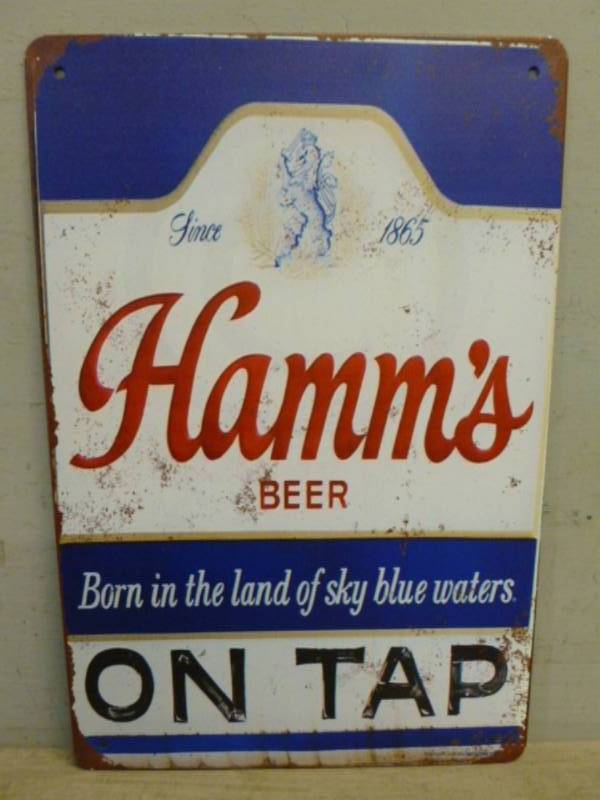 Since 1865
Hamm's
BEER
Born in the land of sky blue waters.
ON TAP